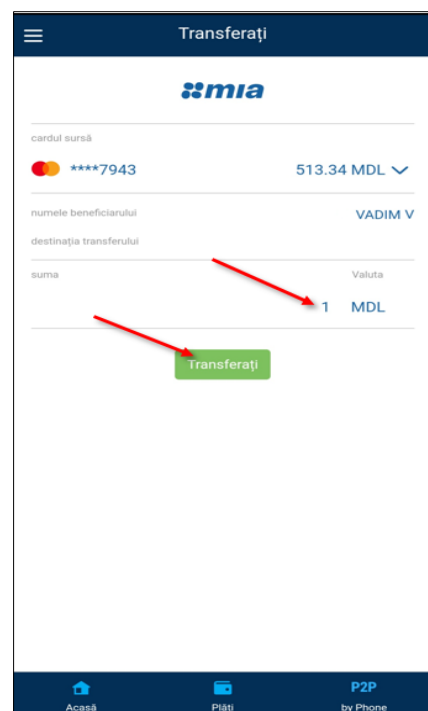 Transferați
mia
cardul sursă
****7943 513.34 MDL
numele beneficiarului VADIM V
destinația transferului
suma Valuta
1 MDL
Transferați
P2P
Acasă Plăți by Phone